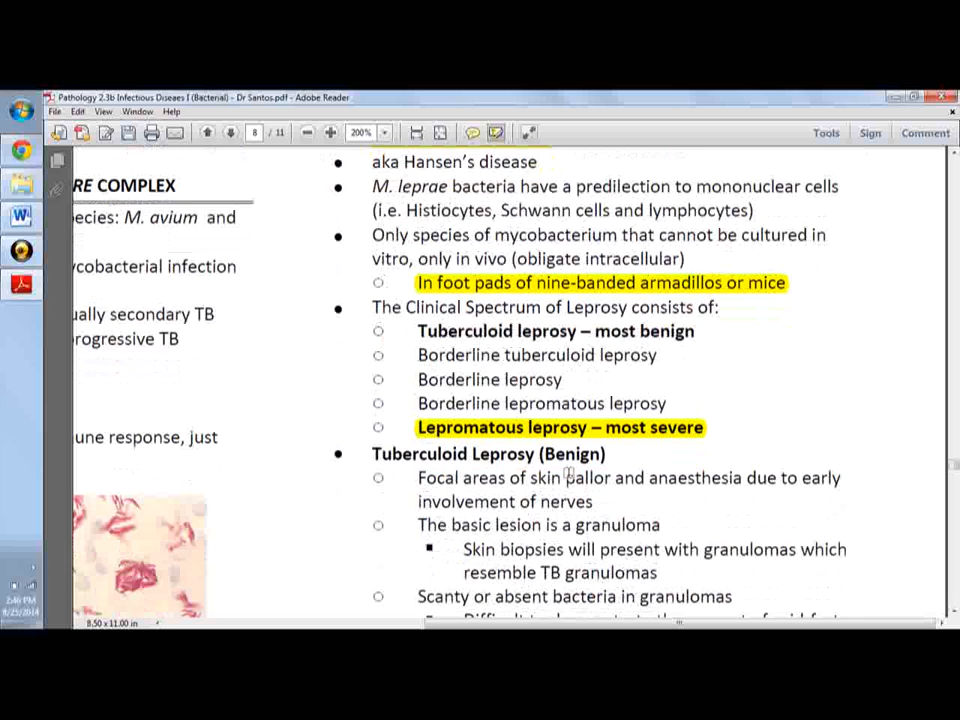 Pathology 2.3b Infectious Diseaes I (Bacterial) - Dr Santos.pdf - Adobe Reader
File Edit View Window Help
8 / 11 200% Tools Sign Comment
RE COMPLEX
ecies: M. avium and
ycobacterial infection
ually secondary TB
rogressive TB
une response, just
● aka Hansen's disease
● M. leprae bacteria have a predilection to mononuclear cells
(i.e. Histiocytes, Schwann cells and lymphocytes)
● Only species of mycobacterium that cannot be cultured in
vitro, only in vivo (obligate intracellular)
○ In foot pads of nine-banded armadillos or mice
● The Clinical Spectrum of Leprosy consists of:
○ Tuberculoid leprosy – most benign
○ Borderline tuberculoid leprosy
○ Borderline leprosy
○ Borderline lepromatous leprosy
○ Lepromatous leprosy – most severe
● Tuberculoid Leprosy (Benign)
○ Focal areas of skin pallor and anaesthesia due to early
involvement of nerves
○ The basic lesion is a granuloma
■ Skin biopsies will present with granulomas which
resemble TB granulomas
○ Scanty or absent bacteria in granulomas
2:46 PM
8/25/2014
8.50 x 11.00 in